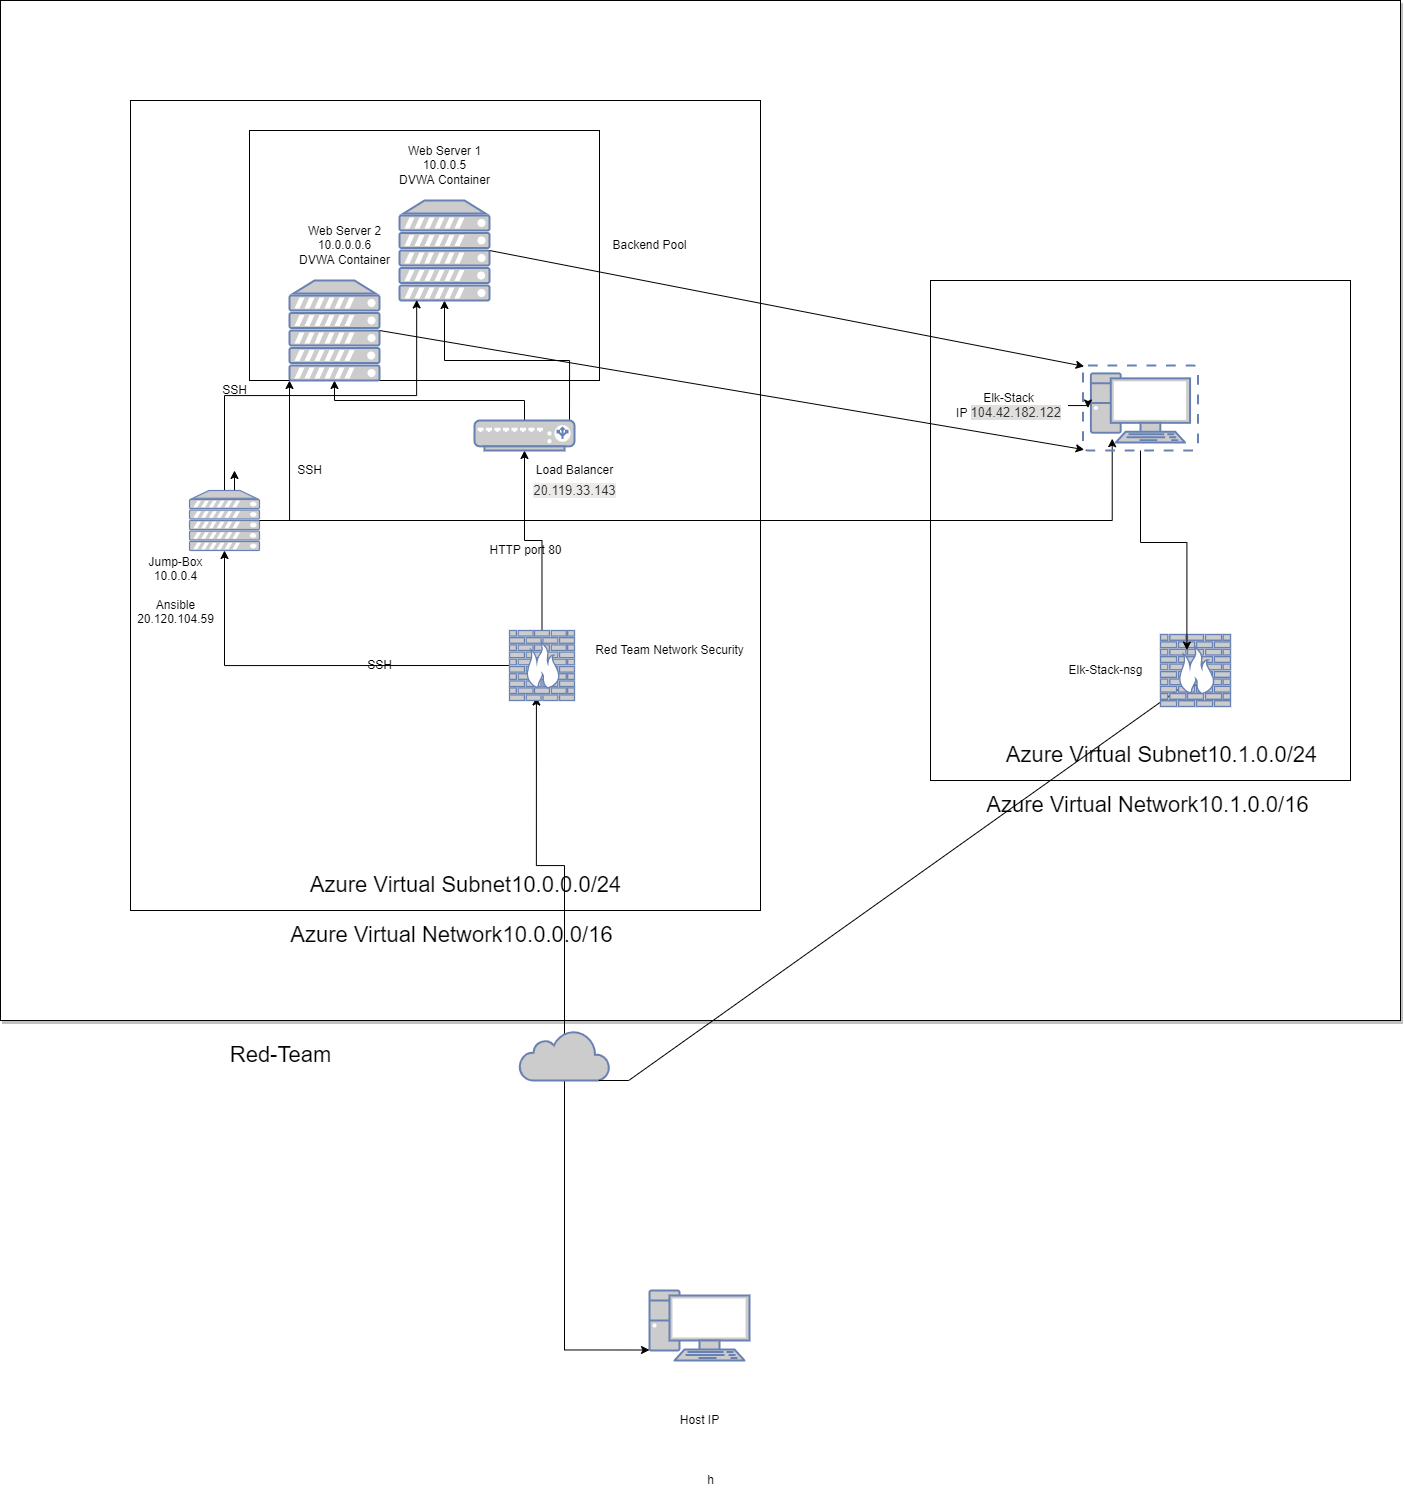 Web Server 1
10.0.0.5
DVWA Container
Web Server 2
10.0.0.0.6
DVWA Container
Backend Pool
SSH
Elk-Stack
IP 104.42.182.122
SSH
Load Balancer
20.119.33.143
HTTP port 80
Jump-Box
10.0.0.4
Ansible
20.120.104.59
SSH
Red Team Network Security
Elk-Stack-nsg
Azure Virtual Subnet10.1.0.0/24
Azure Virtual Network10.1.0.0/16
Azure Virtual Subnet10.0.0.0/24
Azure Virtual Network10.0.0.0/16
Red-Team
Host IP
h